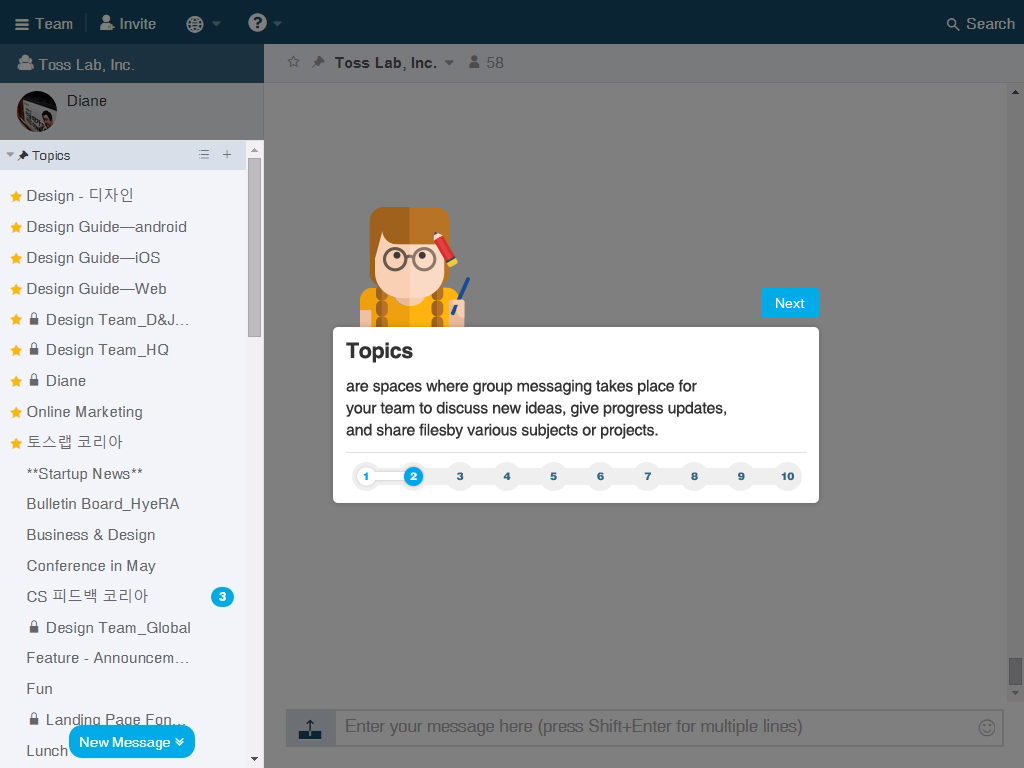 Team
Invite
Search
Toss Lab, Inc.
Toss Lab, Inc.
58
Diane
Topics
Design - 디자인
Design Guide—android
Design Guide—iOS
Design Guide—Web
Design Team_D&J...
Design Team_HQ
Diane
Online Marketing
토스랩 코리아
**Startup News**
Bulletin Board_HyeRA
Business & Design
Conference in May
CS 피드백 코리아 3
Design Team_Global
Feature - Announcem...
Fun
Landing Page Fon...
Lunch
New Message
Next
Topics
are spaces where group messaging takes place for
your team to discuss new ideas, give progress updates,
and share filesby various subjects or projects.
1 2 3 4 5 6 7 8 9 10
Enter your message here (press Shift+Enter for multiple lines)